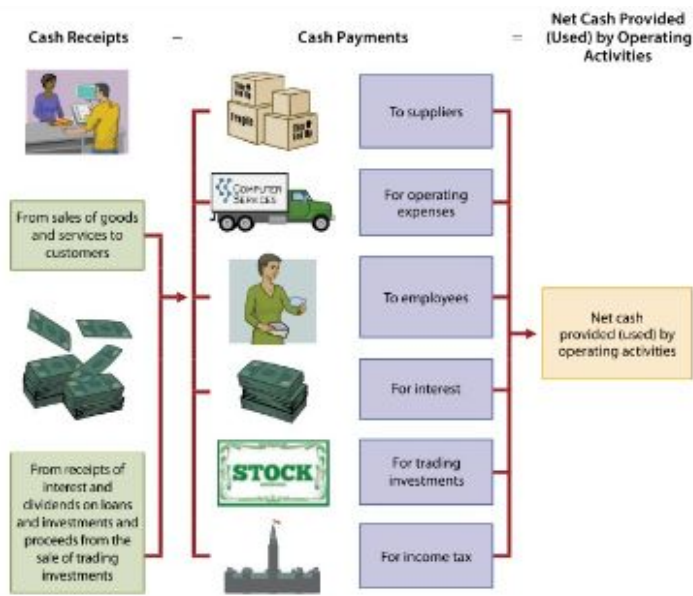 Cash Receipts
–
Cash Payments
=
Net Cash Provided
(Used) by Operating
Activities
Fragile
To suppliers
COMPUTER
SERVICES
From sales of goods
and services to
customers
For operating
expenses
To employees
Net cash
provided (used) by
operating activities
For interest
From receipts of
interest and
dividends on loans
and investments and
proceeds from the
sale of trading
investments
STOCK
For trading
investments
For income tax